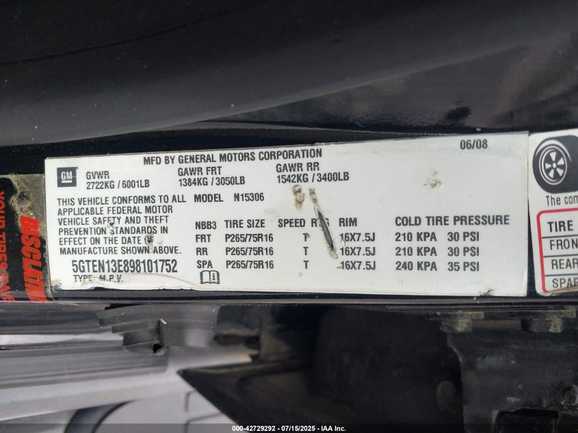 MFD BY GENERAL MOTORS CORPORATION
06/08
GM
GVWR
2722KG / 6001LB
GAWR FRT
1384KG / 3050LB
GAWR RR
1542KG / 3400LB
THIS VEHICLE CONFORMS TO ALL
APPLICABLE FEDERAL MOTOR
VEHICLE SAFETY AND THEFT
PREVENTION STANDARDS IN
EFFECT ON THE DATE OF
MANUFACTURE SHOWN ABOVE.
5GTEN13E898101752
TYPE: M.P.V.
MODEL N15306
NBB3 TIRE SIZE SPEED RTG RIM COLD TIRE PRESSURE
FRT P265/75R16 T 16X7.5J 210 KPA 30 PSI
RR P265/75R16 T 16X7.5J 210 KPA 30 PSI
SPA P265/75R16 T 16X7.5J 240 KPA 35 PSI
The com
TIRE
FRON
REAR
SPAR
000-42729292 - 07/15/2025 - IAA Inc.